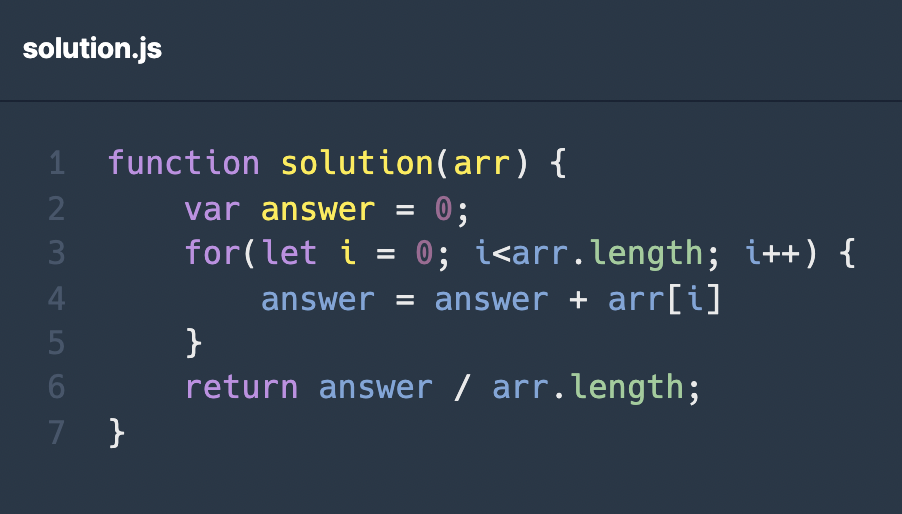 solution.js
1 function solution(arr) {
2     var answer = 0;
3     for(let i = 0; i<arr.length; i++) {
4         answer = answer + arr[i]
5     }
6     return answer / arr.length;
7 }